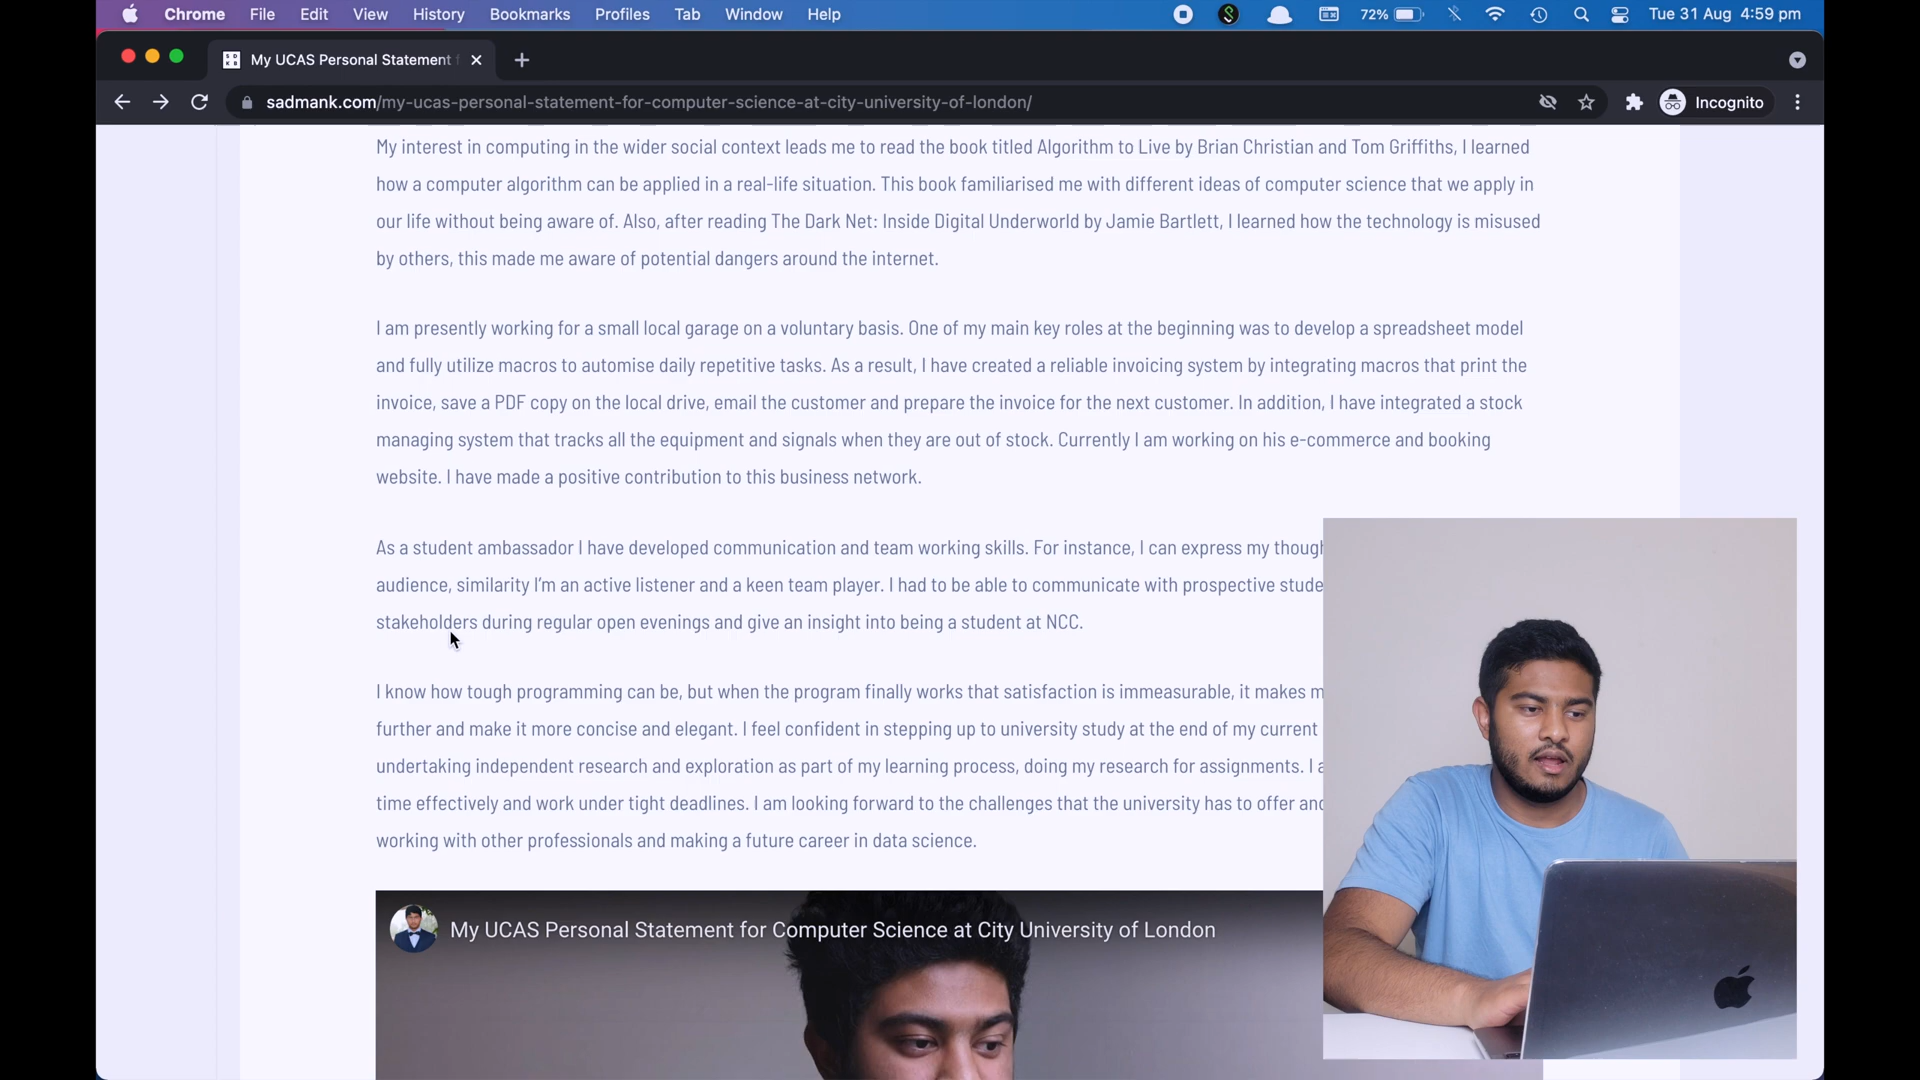 Chrome File Edit View History Bookmarks Profiles Tab Window Help 72% Tue 31 Aug 4:59 pm
My UCAS Personal Statement
sadmank.com/my-ucas-personal-statement-for-computer-science-at-city-university-of-london/ Incognito
My interest in computing in the wider social context leads me to read the book titled Algorithm to Live by Brian Christian and Tom Griffiths, I learned
how a computer algorithm can be applied in a real-life situation. This book familiarised me with different ideas of computer science that we apply in
our life without being aware of. Also, after reading The Dark Net: Inside Digital Underworld by Jamie Bartlett, I learned how the technology is misused
by others, this made me aware of potential dangers around the internet.
I am presently working for a small local garage on a voluntary basis. One of my main key roles at the beginning was to develop a spreadsheet model
and fully utilize macros to automise daily repetitive tasks. As a result, I have created a reliable invoicing system by integrating macros that print the
invoice, save a PDF copy on the local drive, email the customer and prepare the invoice for the next customer. In addition, I have integrated a stock
managing system that tracks all the equipment and signals when they are out of stock. Currently I am working on his e-commerce and booking
website. I have made a positive contribution to this business network.
As a student ambassador I have developed communication and team working skills. For instance, I can express my
audience, similarity I'm an active listener and a keen team player. I had to be able to communicate with prospective
stakeholders during regular open evenings and give an insight into being a student at NCC.
I know how tough programming can be, but when the program finally works that satisfaction is immeasurable, it makes
further and make it more concise and elegant. I feel confident in stepping up to university study at the end of my current
undertaking independent research and exploration as part of my learning process, doing my research for assignments. I
time effectively and work under tight deadlines. I am looking forward to the challenges that the university has to offer
working with other professionals and making a future career in data science.
My UCAS Personal Statement for Computer Science at City University of London